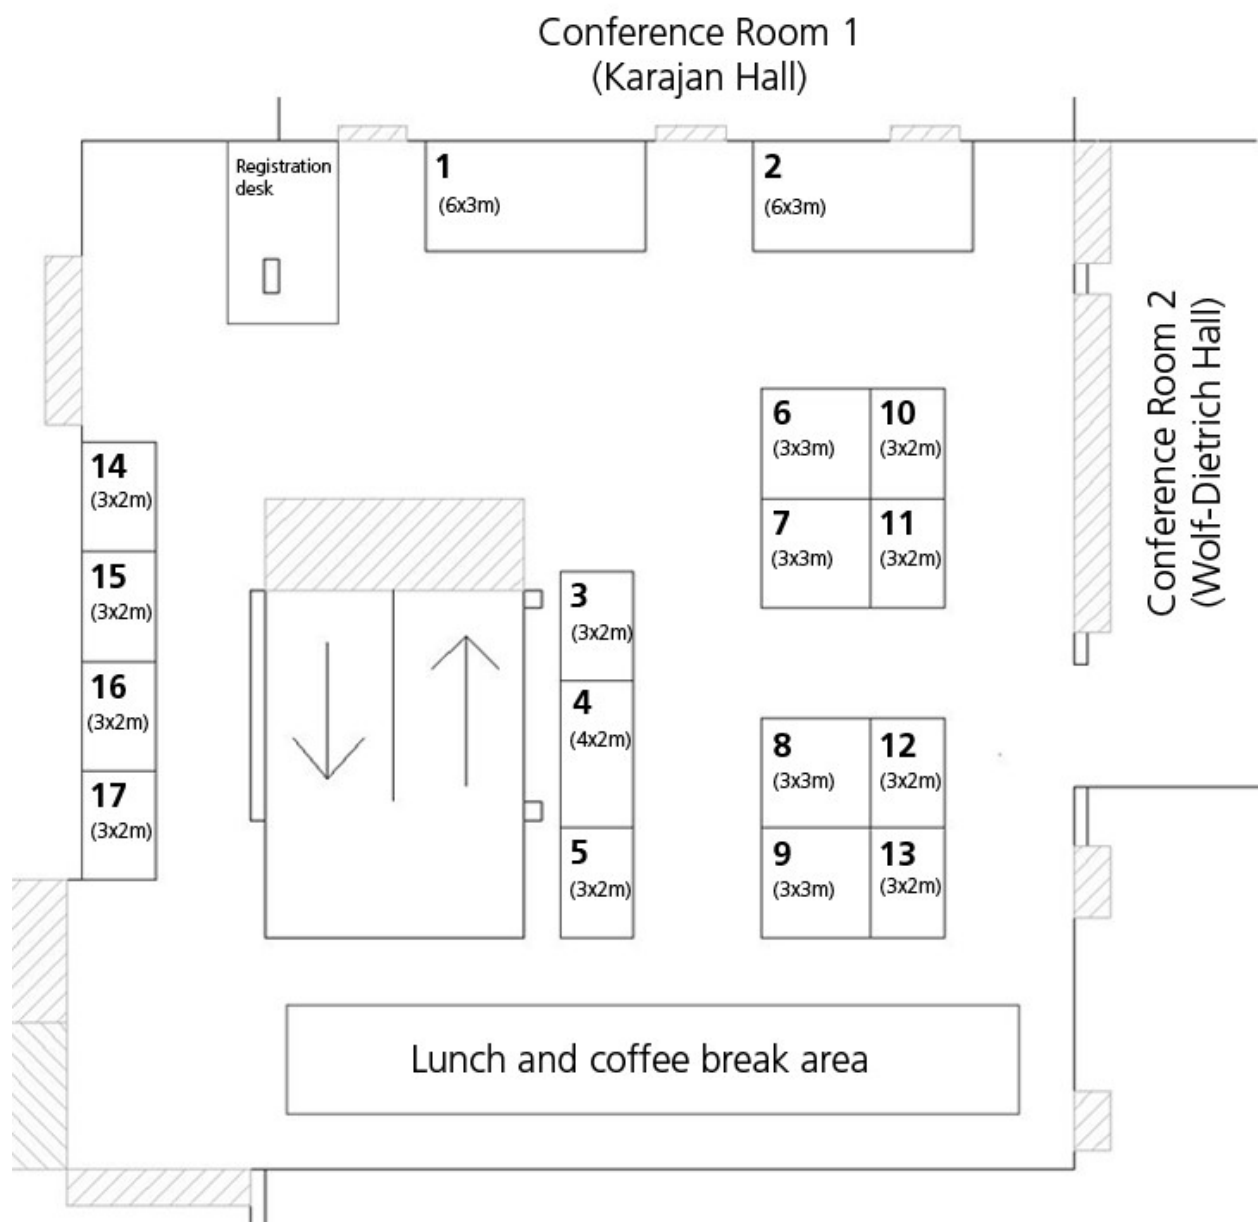 Conference Room 1
(Karajan Hall)
Registration
desk
1
(6x3m)
2
(6x3m)
Conference Room 2
(Wolf-Dietrich Hall)
6
(3x3m)
10
(3x2m)
7
(3x3m)
11
(3x2m)
14
(3x2m)
15
(3x2m)
16
(3x2m)
17
(3x2m)
3
(3x2m)
4
(4x2m)
5
(3x2m)
8
(3x3m)
12
(3x2m)
9
(3x3m)
13
(3x2m)
Lunch and coffee break area